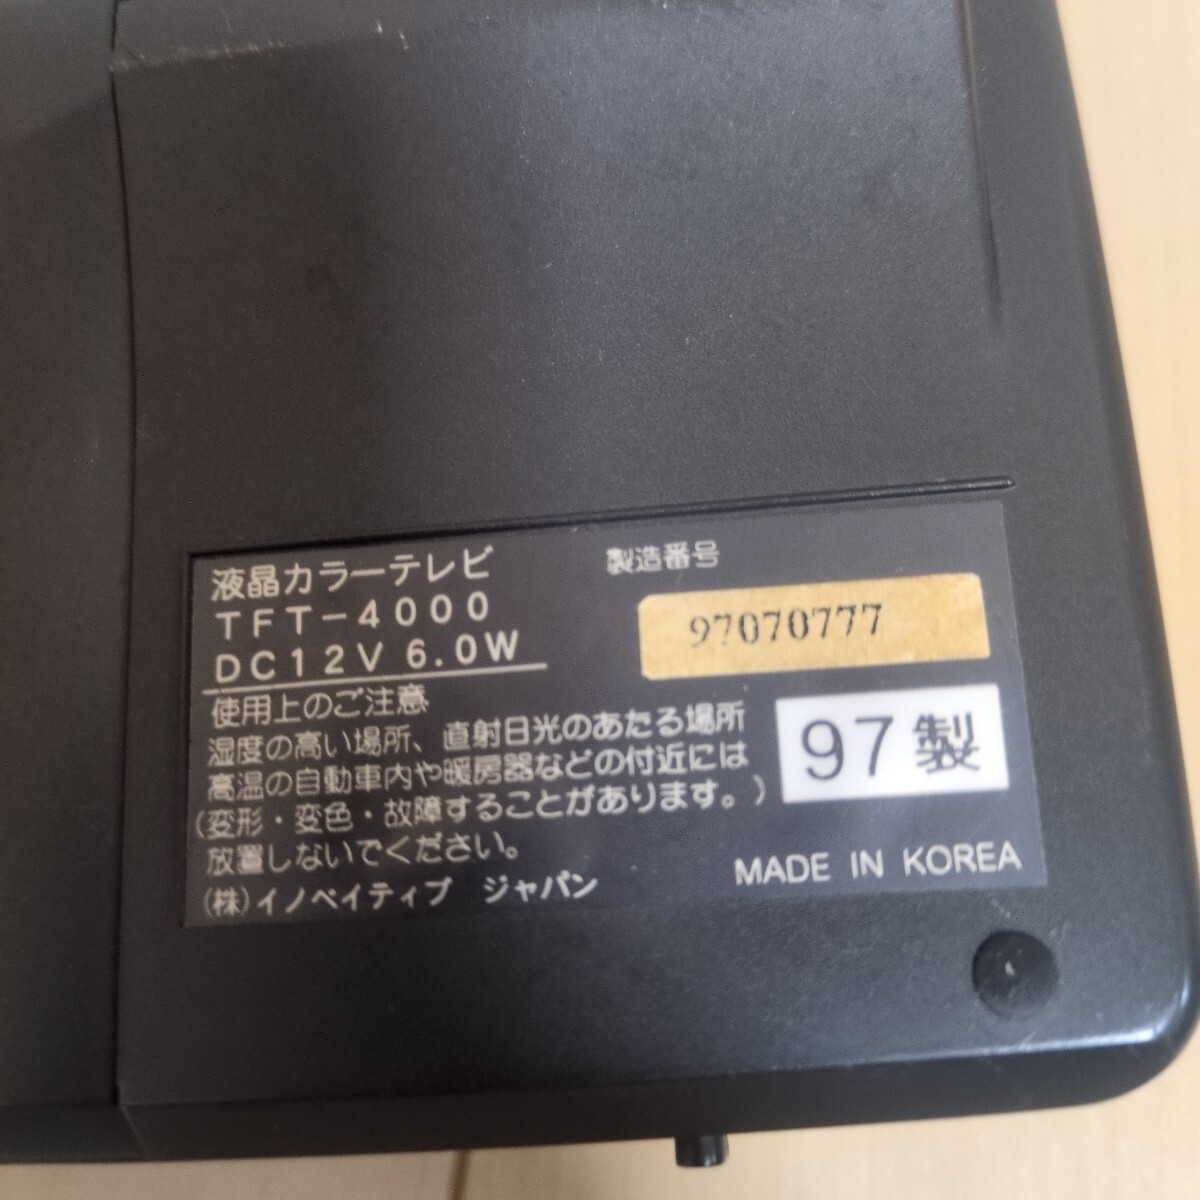 液晶カラーテレビ
TFT-4000
DC12V 6.0W
製造番号
97070777
97製
使用上のご注意
湿度の高い場所、直射日光のあたる場所
高温の自動車内や暖房器などの付近には
(変形・変色・故障することがあります。)
放置しないでください。
(株)イノベイティブ ジャパン
MADE IN KOREA